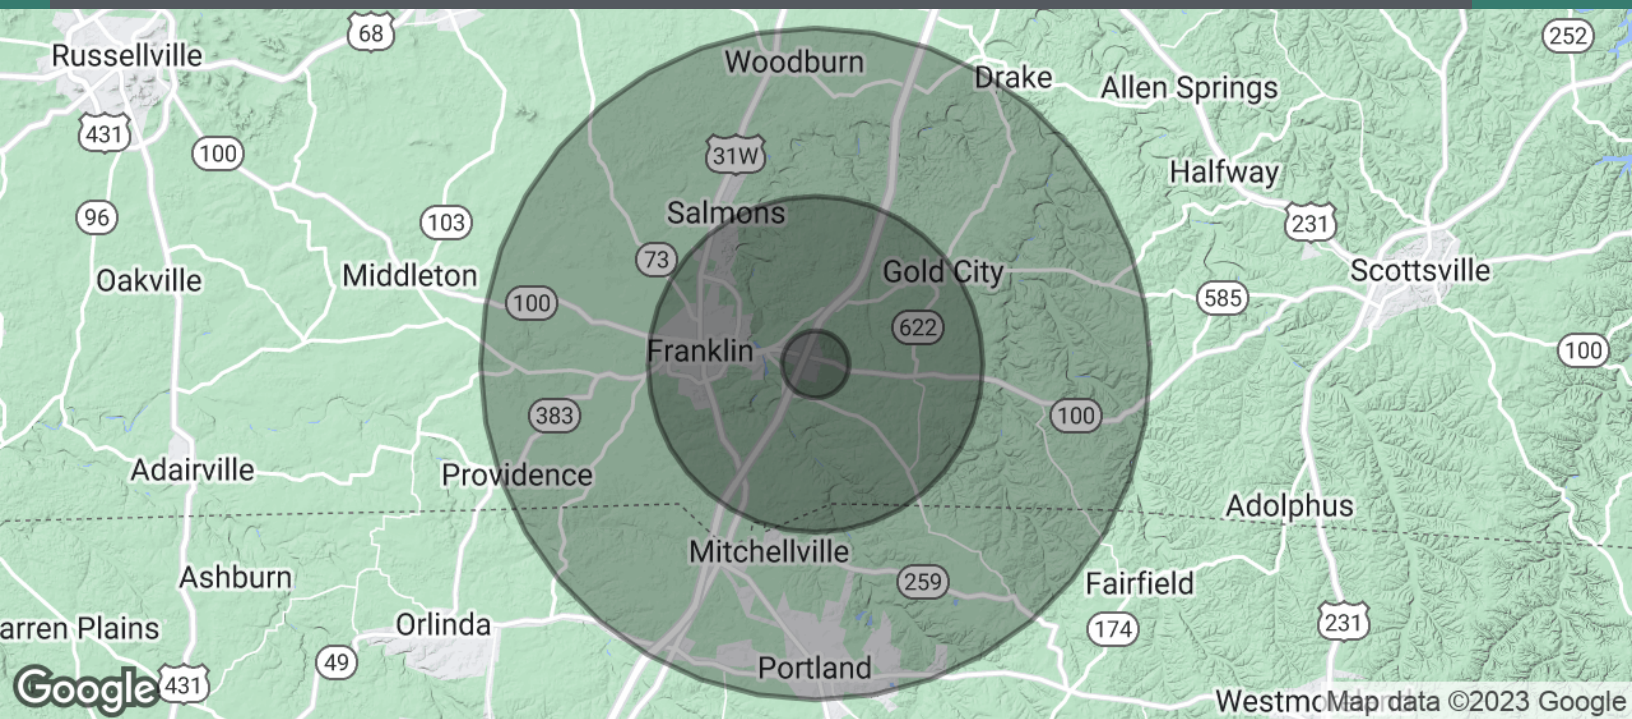 68
252
Russellville
Woodburn
Drake
Allen Springs
431
100
31W
Halfway
96
103
Salmons
231
73
Oakville
Middleton
Gold City
Scottsville
100
585
622
Franklin
100
383
100
Adairville
Providence
Adolphus
Mitchellville
Ashburn
259
Fairfield
arren Plains
Orlinda
174
231
49
Portland
Google
431
Westmo
Map data ©2023 Google